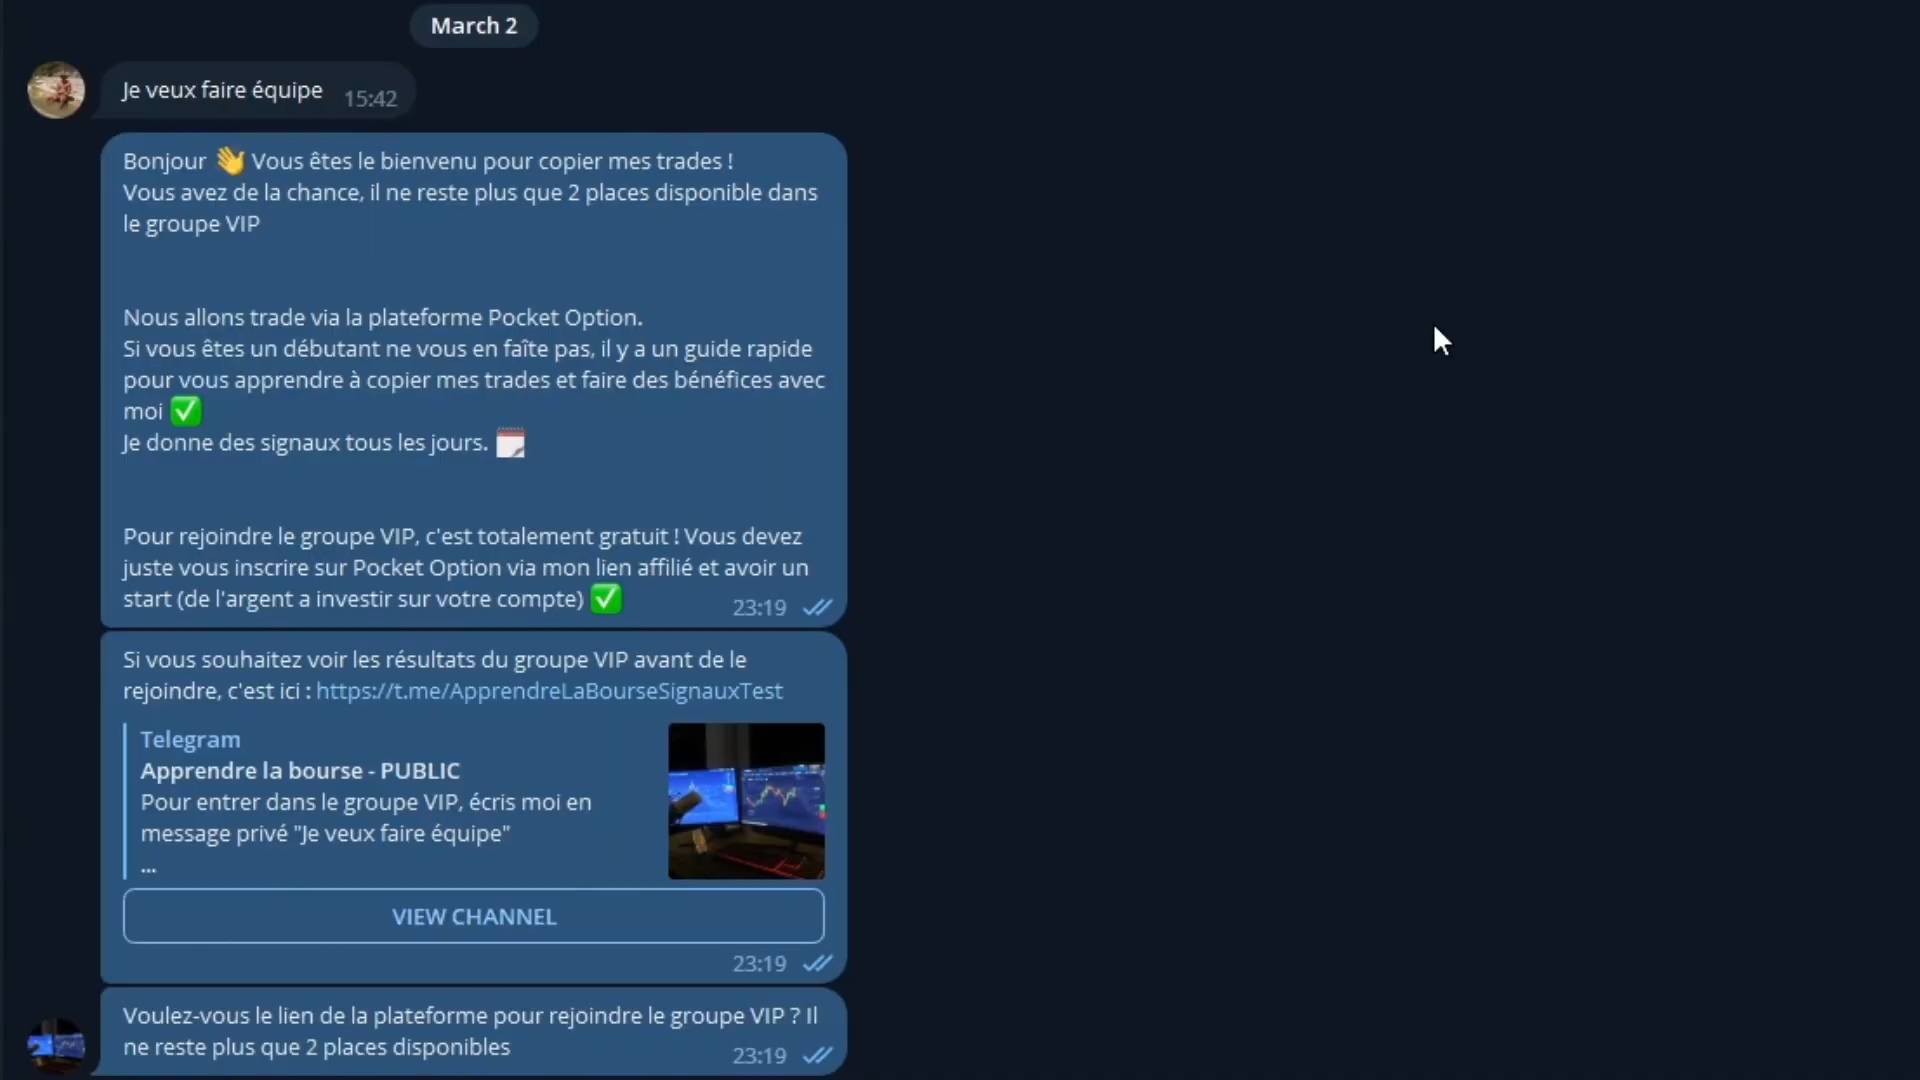 March 2
Je veux faire équipe 15:42
Bonjour 👋 Vous êtes le bienvenu pour copier mes trades !
Vous avez de la chance, il ne reste plus que 2 places disponible dans
le groupe VIP
Nous allons trade via la plateforme Pocket Option.
Si vous êtes un débutant ne vous en faîte pas, il y a un guide rapide
pour vous apprendre à copier mes trades et faire des bénéfices avec
moi ✅
Je donne des signaux tous les jours. 🗓
Pour rejoindre le groupe VIP, c'est totalement gratuit ! Vous devez
juste vous inscrire sur Pocket Option via mon lien affilié et avoir un
start (de l'argent a investir sur votre compte) ✅ 23:19
Si vous souhaitez voir les résultats du groupe VIP avant de le
rejoindre, c'est ici : https://t.me/ApprendreLaBourseSignauxTest
Telegram
Apprendre la bourse - PUBLIC
Pour entrer dans le groupe VIP, écris moi en
message privé "Je veux faire équipe"
...
VIEW CHANNEL
23:19
Voulez-vous le lien de la plateforme pour rejoindre le groupe VIP ? Il
ne reste plus que 2 places disponibles 23:19